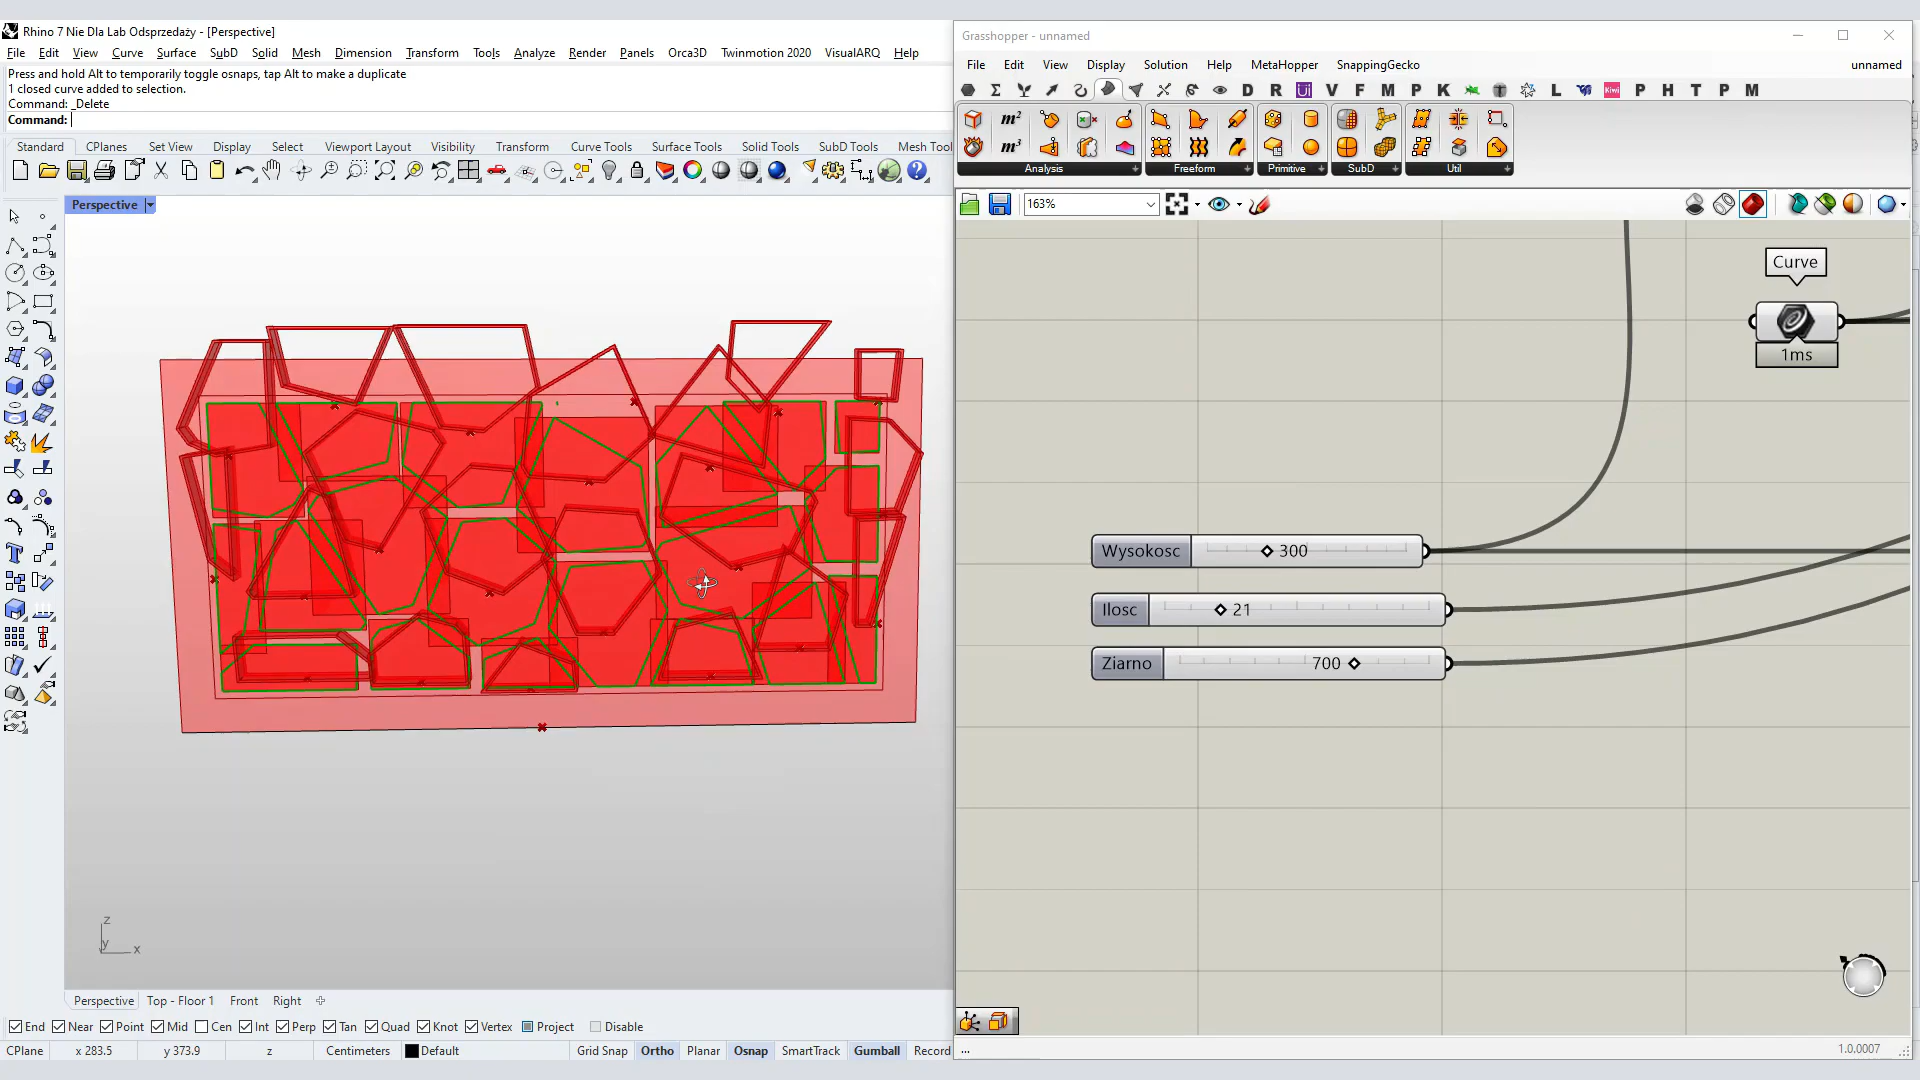 Rhino 7 Nie Dla Lab Odsprzedaży - [Perspective]
File Edit View Curve Surface SubD Solid Mesh Dimension Transform Tools Analyze Render Panels Orca3D Twinmotion 2020 VisualARQ Help
Press and hold Alt to temporarily toggle osnaps, tap Alt to make a duplicate
1 closed curve added to selection.
Command: _Delete
Command:
Standard CPlanes Set View Display Select Viewport Layout Visibility Transform Curve Tools Surface Tools Solid Tools SubD Tools Mesh Tool
Perspective
z
y x
Perspective Top - Floor 1 Front Right
End Near Point Mid Cen Int Perp Tan Quad Knot Vertex Project Disable
CPlane x 283.5 y 373.9 z Centimeters Default Grid Snap Ortho Planar Osnap SmartTrack Gumball Record
Grasshopper - unnamed
File Edit View Display Solution Help MetaHopper SnappingGecko unnamed
D R V F M P K L Kiwi P H T P M
m² m³
Analysis Freeform Primitive SubD Util
163%
Curve
1ms
Wysokosc 300
Ilosc 21
Ziarno 700
... 1.0.0007